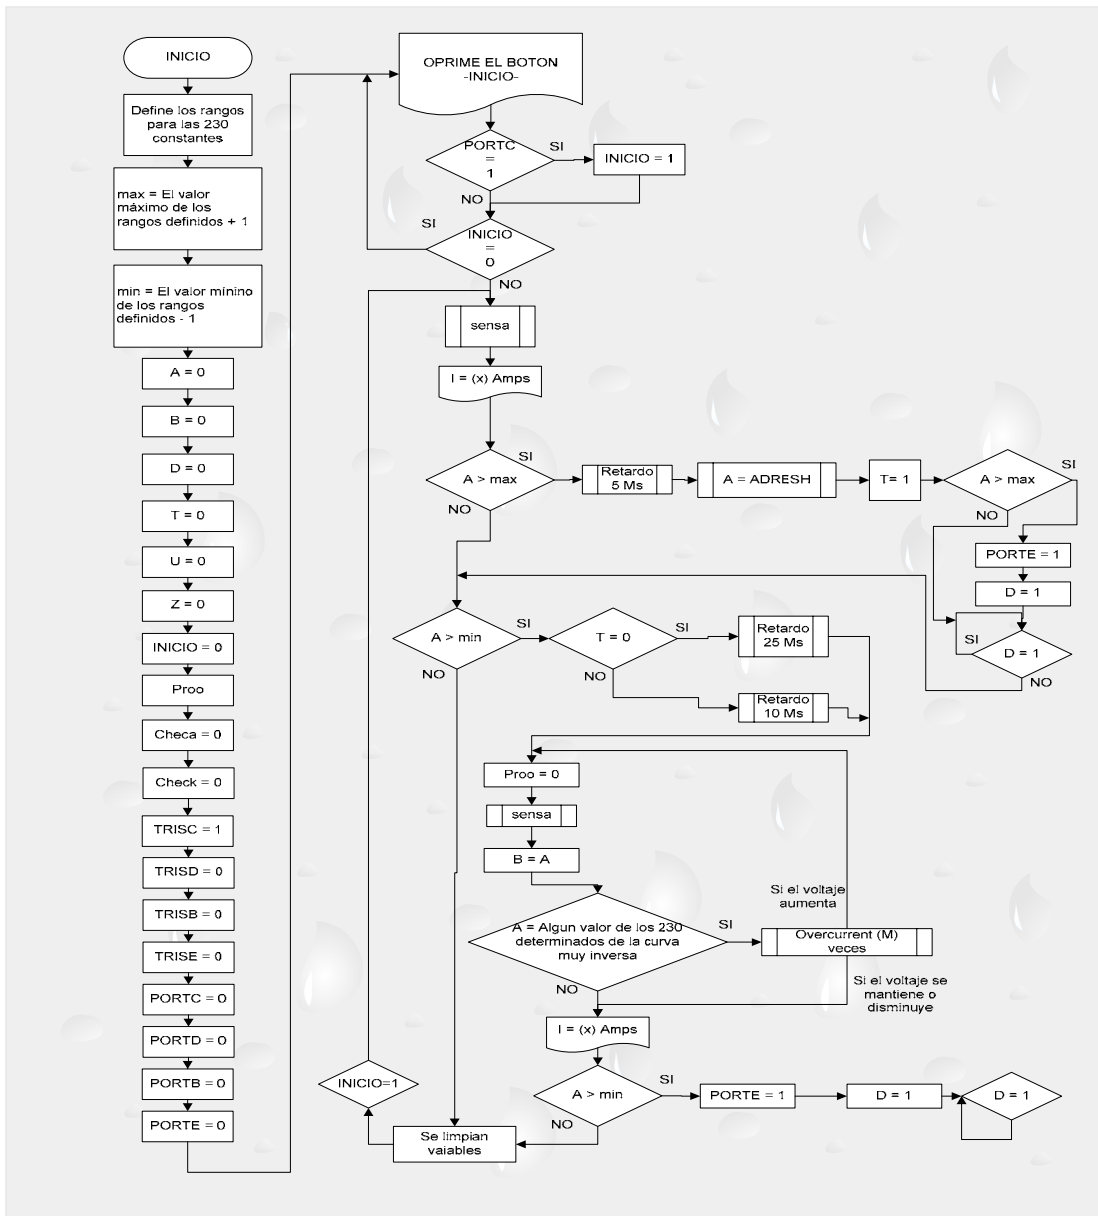 INICIO
Define los rangos
para las 230
constantes
max = El valor
máximo de los
rangos definidos + 1
min = El valor mínino
de los rangos
definidos - 1
A = 0
B = 0
D = 0
T = 0
U = 0
Z = 0
INICIO = 0
Proo
Checa = 0
Check = 0
TRISC = 1
TRISD = 0
TRISB = 0
TRISE = 0
PORTC = 0
PORTD = 0
PORTB = 0
PORTE = 0
OPRIME EL BOTON
-INICIO-
PORTC
=
1
SI
INICIO = 1
NO
SI
INICIO
=
0
NO
sensa
I = (x) Amps
A > max
SI
NO
Retardo
5 Ms
A = ADRESH
T= 1
A > max
SI
NO
PORTE = 1
D = 1
D = 1
SI
NO
A > min
SI
NO
T = 0
SI
NO
Retardo
25 Ms
Retardo
10 Ms
Proo = 0
sensa
B = A
A = Algun valor de los 230
determinados de la curva
muy inversa
SI
NO
Si el voltaje
aumenta
Overcurrent (M)
veces
Si el voltaje se
mantiene o
disminuye
I = (x) Amps
A > min
SI
NO
PORTE = 1
D = 1
D = 1
INICIO=1
Se limpian
vaiables